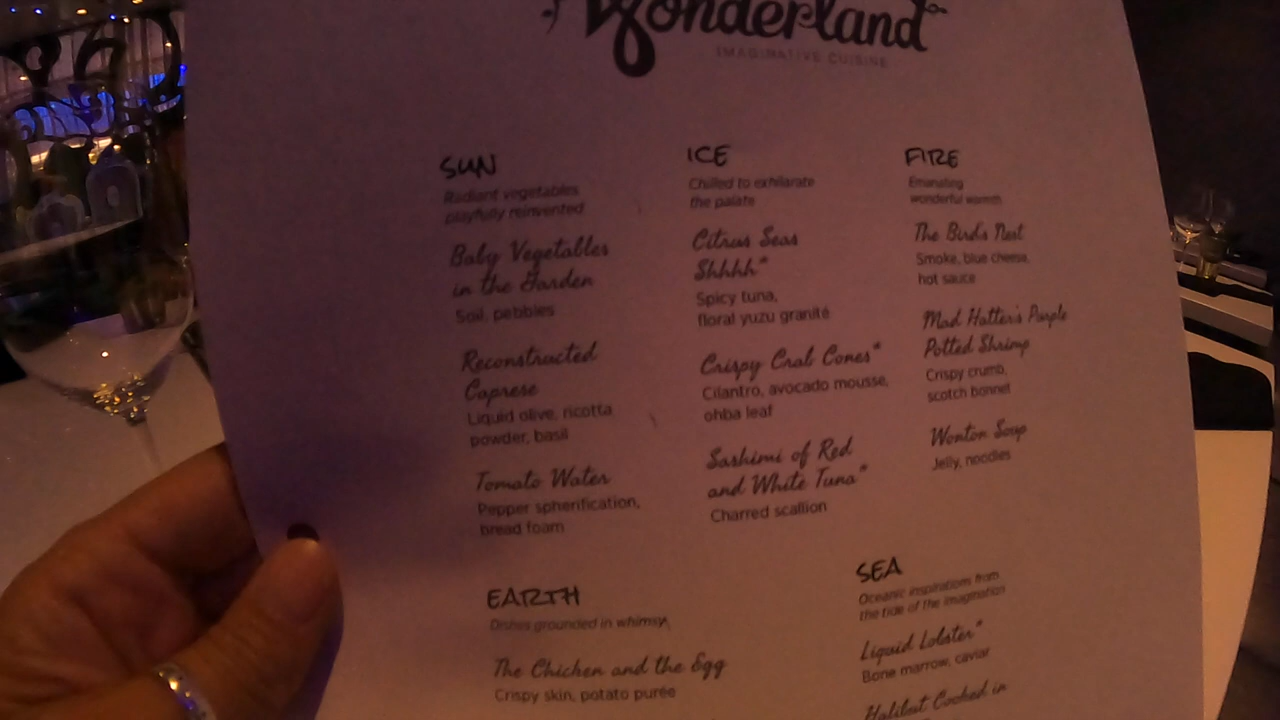 Wonderland
IMAGINATIVE CUISINE
SUN
Radiant vegetables
playfully reinvented
Baby Vegetables
in the Garden
Soil, pebbles
Reconstructed
Caprese
Liquid olive, ricotta
powder, basil
Tomato Water
Pepper spherification,
bread foam
ICE
Chilled to exhilarate
the palate
Citrus Seas
Shhhh*
Spicy tuna,
floral yuzu granité
Crispy Crab Cones*
Cilantro, avocado mousse,
ohba leaf
Sashimi of Red
and White Tuna*
Charred scallion
FIRE
Emanating
wonderful warmth
The Bird's Nest
Smoke, blue cheese,
hot sauce
Mad Hatter's Purple
Potted Shrimp
Crispy crumb,
scotch bonnet
Wonton Soup
Jelly, noodles
EARTH
Dishes grounded in whimsy
The Chicken and the Egg
Crispy skin, potato purée
SEA
Oceanic inspirations from
the tide of the imagination
Liquid Lobster*
Bone marrow, caviar
Halibut Cooked in